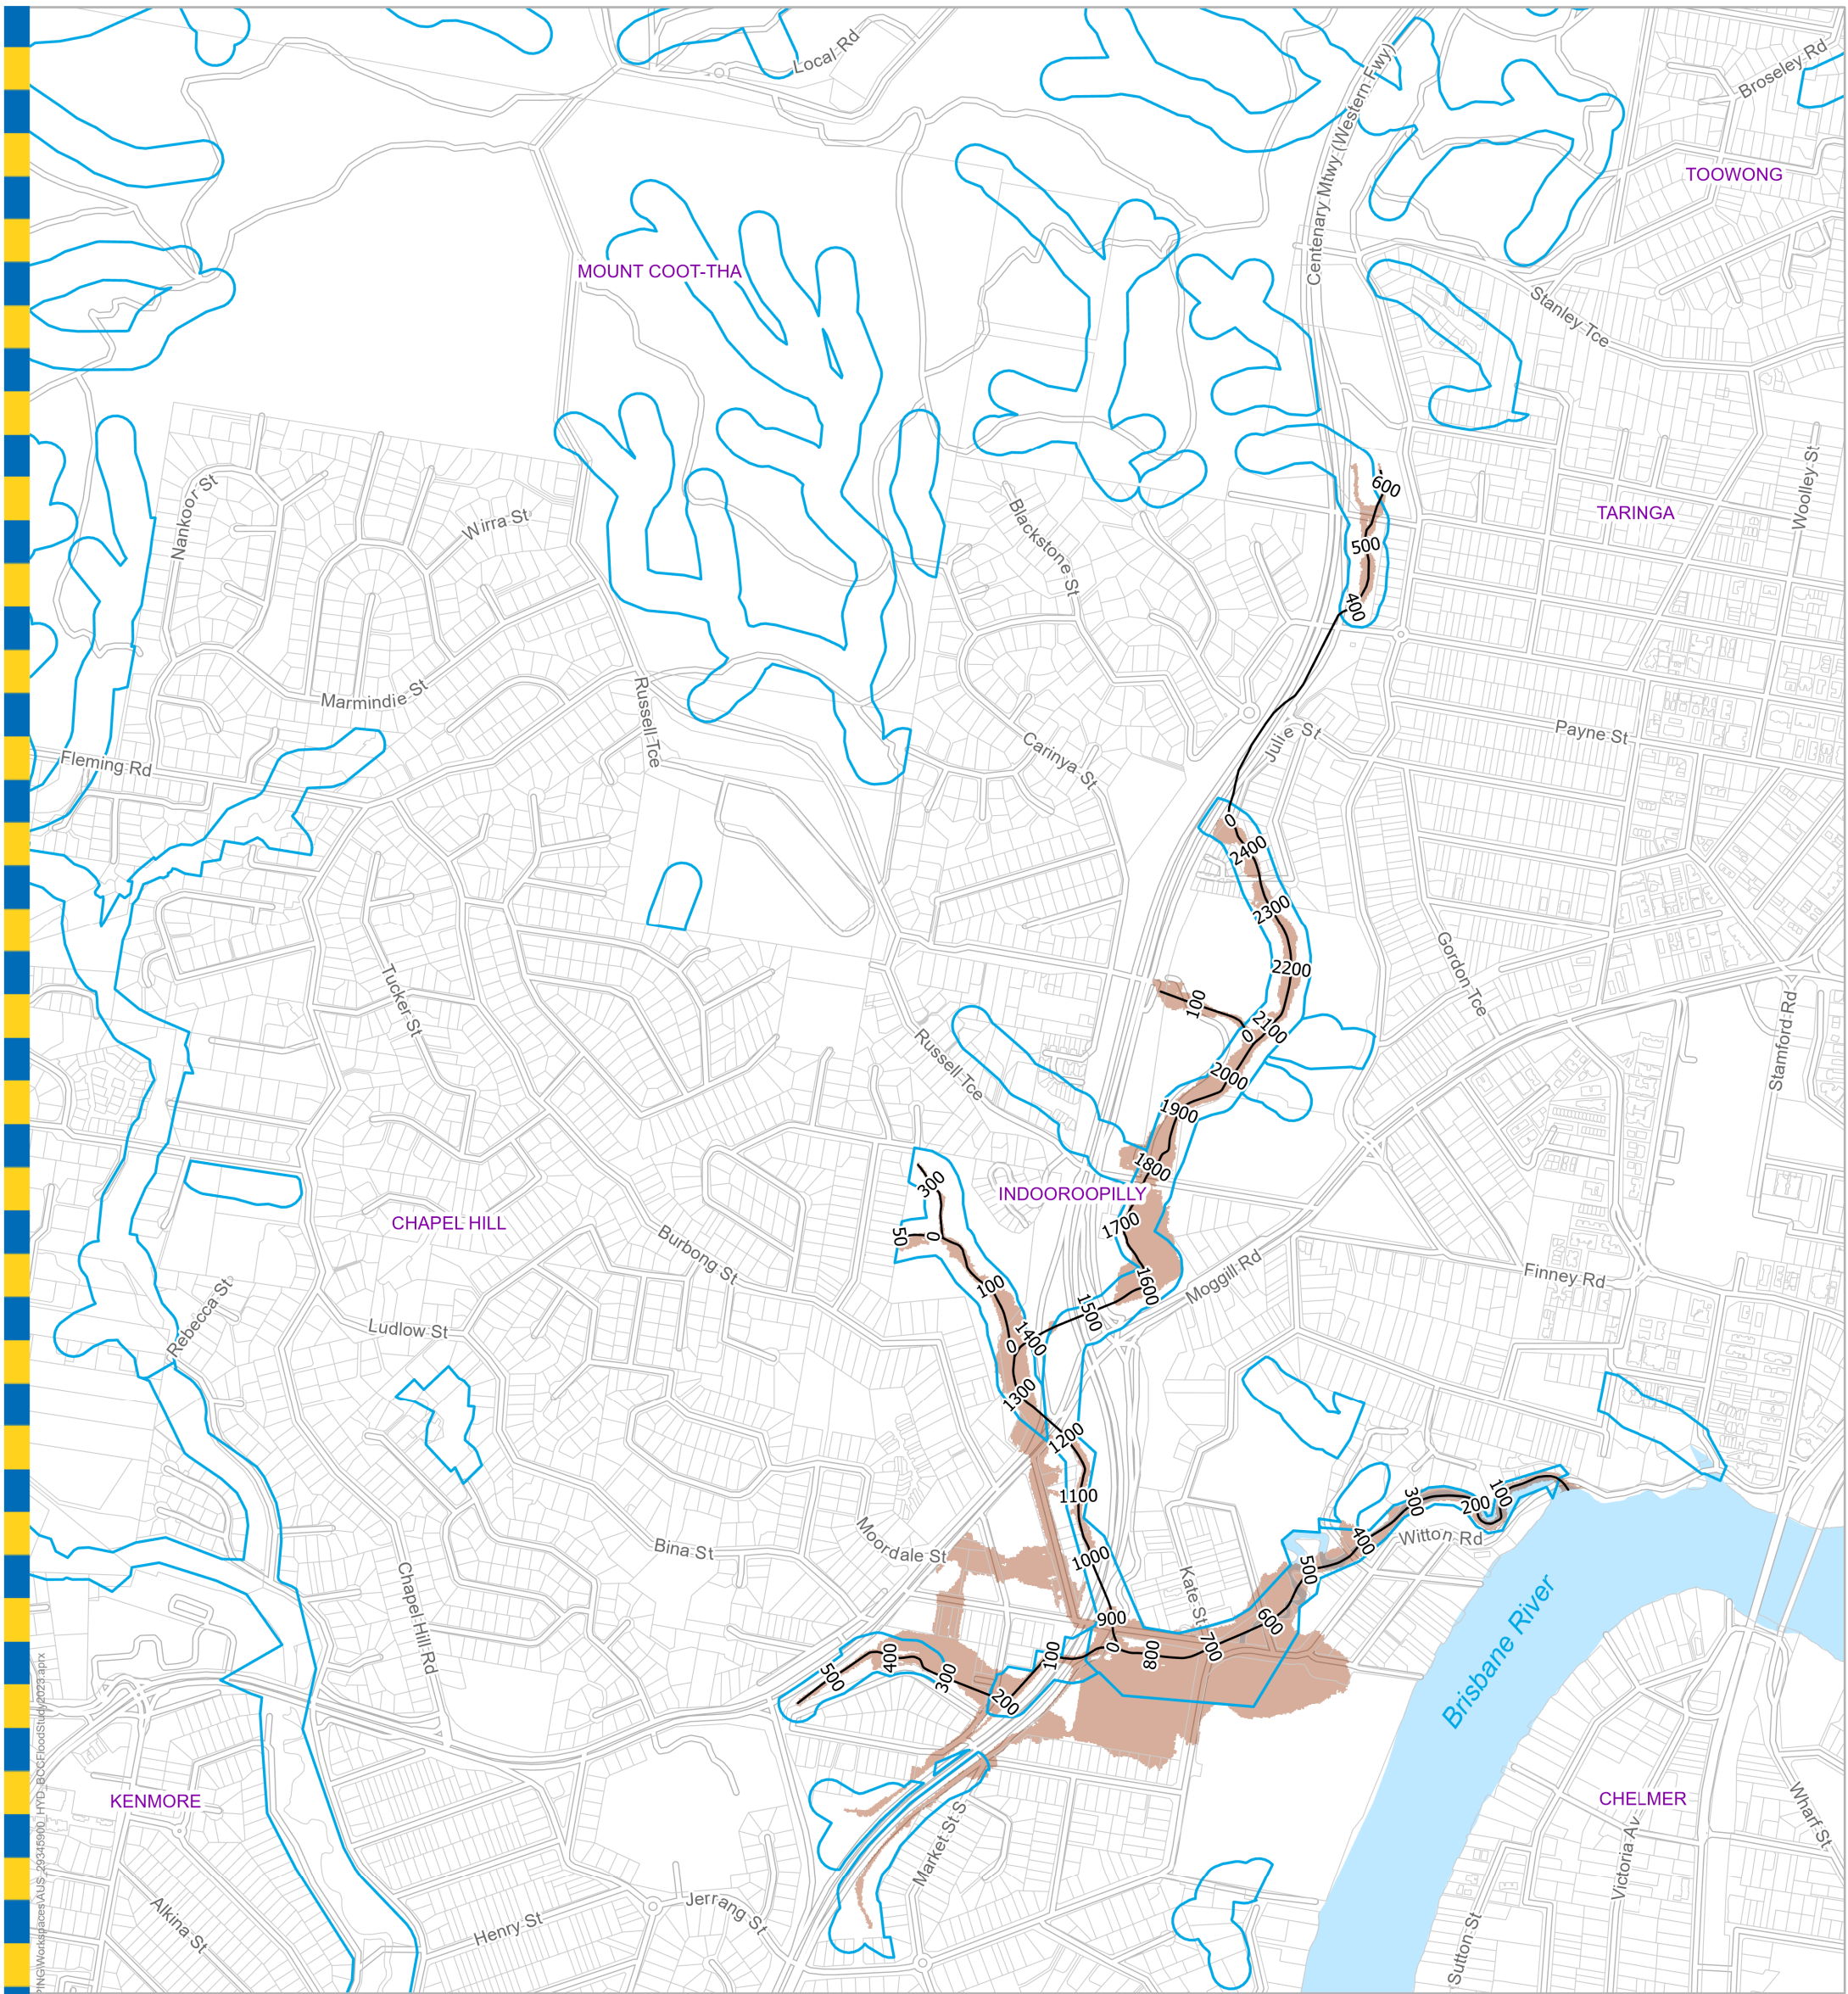 Local Rd
Broseley Rd
Centenary Mtwy (Western Fwy)
TOOWONG
MOUNT COOT-THA
Stanley Tce
Nankoor St
Wirra St
Blackstone St
Woolley St
TARINGA
600
500
400
Marmindie St
Russell Tce
Fleming Rd
Carinya St
Julie St
Payne St
0
2400
2300
Gordon Tce
Tucker St
2200
100
2100
0
Stamford Rd
Russell Tce
2000
1900
1800
300
INDOOROOPILLY
CHAPEL HILL
1700
50
0
Burbong St
Moggill Rd
Finney Rd
100
1600
1500
Rebecca St
Ludlow St
1400
0
1300
1200
1100
300
200
100
Witton Rd
400
Moordale St
Bina St
1000
500
Kate St
Chapel Hill Rd
Brisbane River
900
600
0
800
700
100
400
500
300
200
KENMORE
CHELMER
Wharf St
Victoria Av
Market St S
Jerrang St
Henry St
Alkina St
Sutton St
PING\Workspaces\AUS_29345900_HYD_BCCFloodStudy2023.aprx